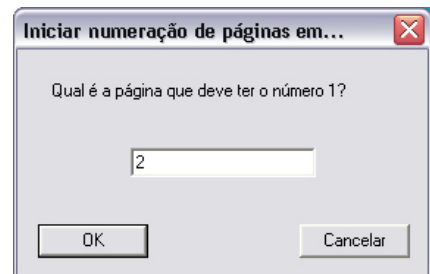 Iniciar numeração de páginas em...
Qual é a página que deve ter o número 1?
2
OK
Cancelar